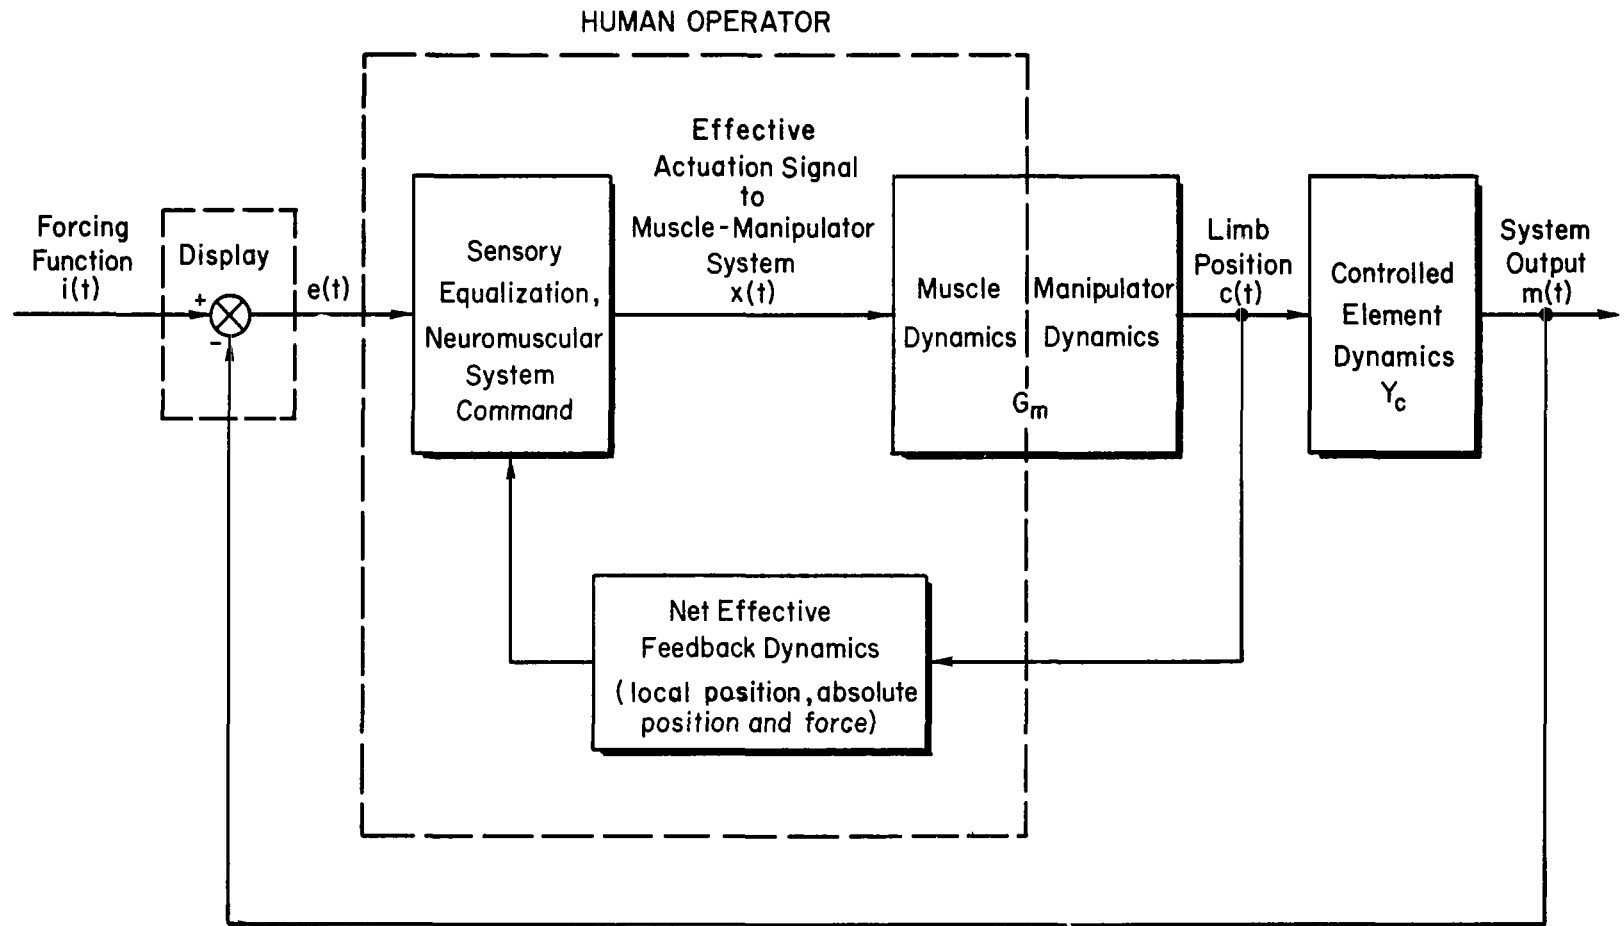 HUMAN OPERATOR
Forcing
Function
i(t)
Display
+
-
e(t)
Sensory
Equalization,
Neuromuscular
System
Command
Effective
Actuation Signal
to
Muscle-Manipulator
System
x(t)
Muscle
Dynamics
Manipulator
Dynamics
Gm
Limb
Position
c(t)
Controlled
Element
Dynamics
Yc
System
Output
m(t)
Net Effective
Feedback Dynamics
(local position, absolute
position and force)